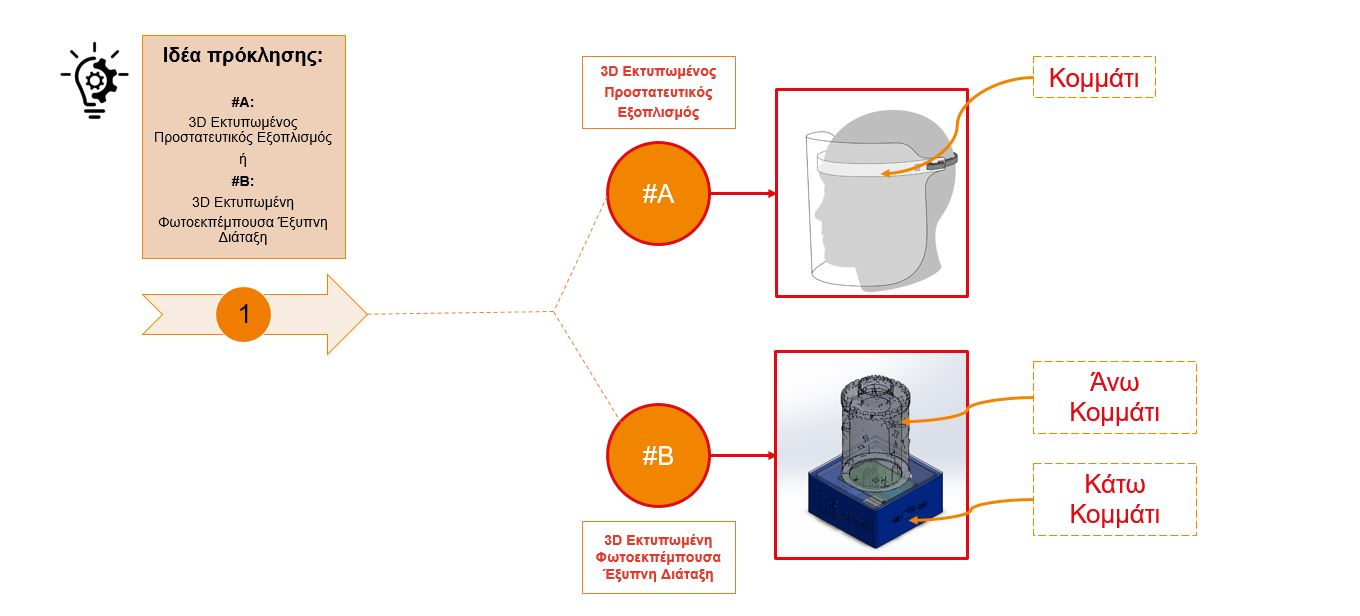 Ιδέα πρόκλησης:
#Α:
3D Εκτυπωμένος
Προστατευτικός Εξοπλισμός
ή
#Β:
3D Εκτυπωμένη
Φωτοεκπέμπουσα Έξυπνη
Διάταξη
1
3D Εκτυπωμένος
Προστατευτικός
Εξοπλισμός
#Α
Κομμάτι
#Β
3D Εκτυπωμένη
Φωτοεκπέμπουσα
Έξυπνη Διάταξη
Άνω
Κομμάτι
Κάτω
Κομμάτι